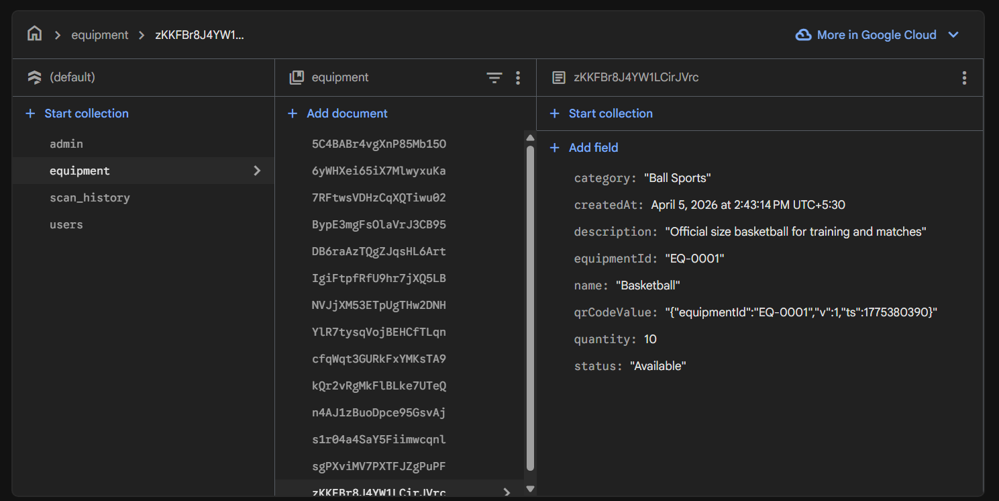 equipment > zKKFBr8J4YW1...
More in Google Cloud
(default)
+ Start collection
admin
equipment
scan_history
users
equipment
+ Add document
5C4BABr4vgXnP85Mb15O
6yWHXei65iX7MlwyxuKa
7RFtwsVDHzCqXQTiwu02
BypE3mgFsOlaVrJ3CB95
DB6raAzTQgZJqsHL6Art
IgiFtpfRfU9hr7jXQ5LB
NVJjXM53ETpUgTHw2DNH
YlR7tysqVojBEHCfTLqn
cfqWqt3GURkFxYMKsTA9
kQr2vRgMkFlBLke7UTeQ
n4AJ1zBuoDpce95GsvAj
s1r04a4SaY5Fiimwcqnl
sgPXviMV7PXTFJZgPuPF
zKKFBr8J4YW1LCirJVrc
zKKFBr8J4YW1LCirJVrc
+ Start collection
+ Add field
category: "Ball Sports"
createdAt: April 5, 2026 at 2:43:14 PM UTC+5:30
description: "Official size basketball for training and matches"
equipmentId: "EQ-0001"
name: "Basketball"
qrCodeValue: "{"equipmentId":"EQ-0001","v":1,"ts":1775380390}"
quantity: 10
status: "Available"